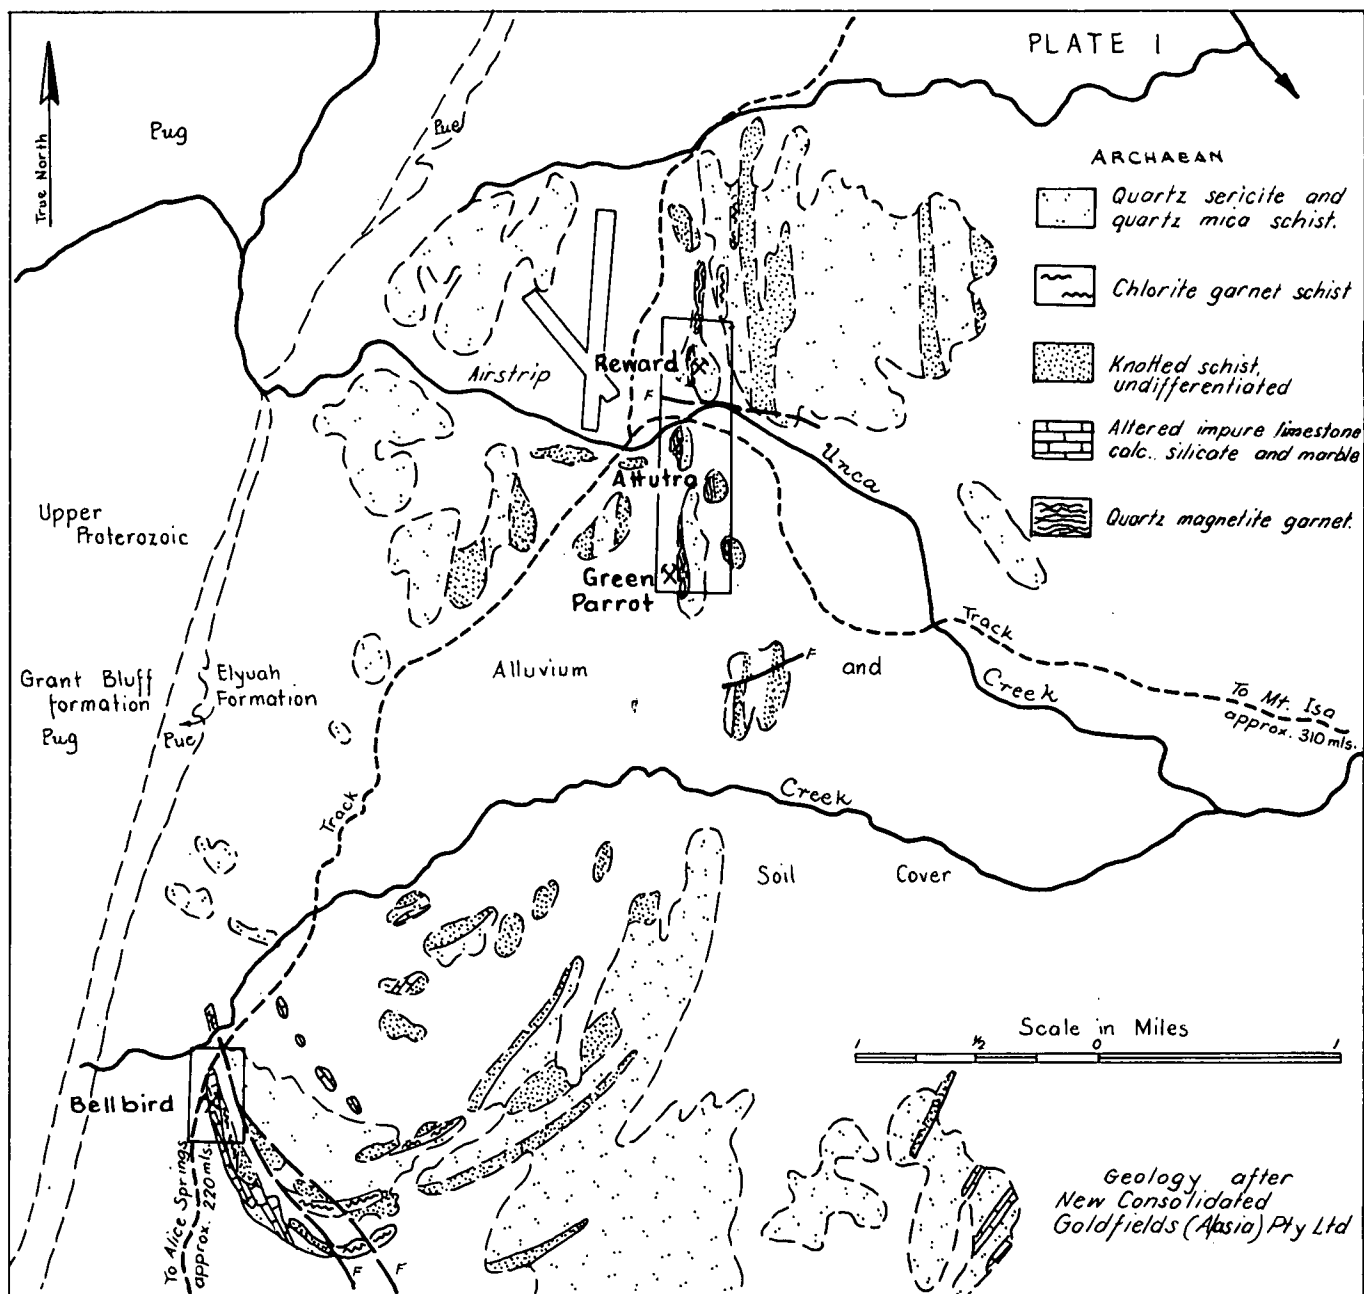 PLATE 1
True North
Pug
Pue
ARCHAEAN
Quartz sericite and
quartz mica schist.
Chlorite garnet schist
Knotted schist,
undifferentiated
Altered impure limestone
calc. silicate and marble
Quartz magnetite garnet.
Airstrip
Reward
F
Unca
Attutra
Upper
Proterozoic
Green
Parrot
Track
Grant Bluff
formation
Pug
Elyuah
Formation
Pue
Alluvium
F
and
Creek
To Mt. Isa
approx. 310 mls.
Track
Creek
Soil
Cover
Scale in Miles
1/2
0
Bellbird
To Alice Springs
approx. 220 mls.
F
F
Geology after
New Consolidated
Goldfields (A/asia) Pty Ltd